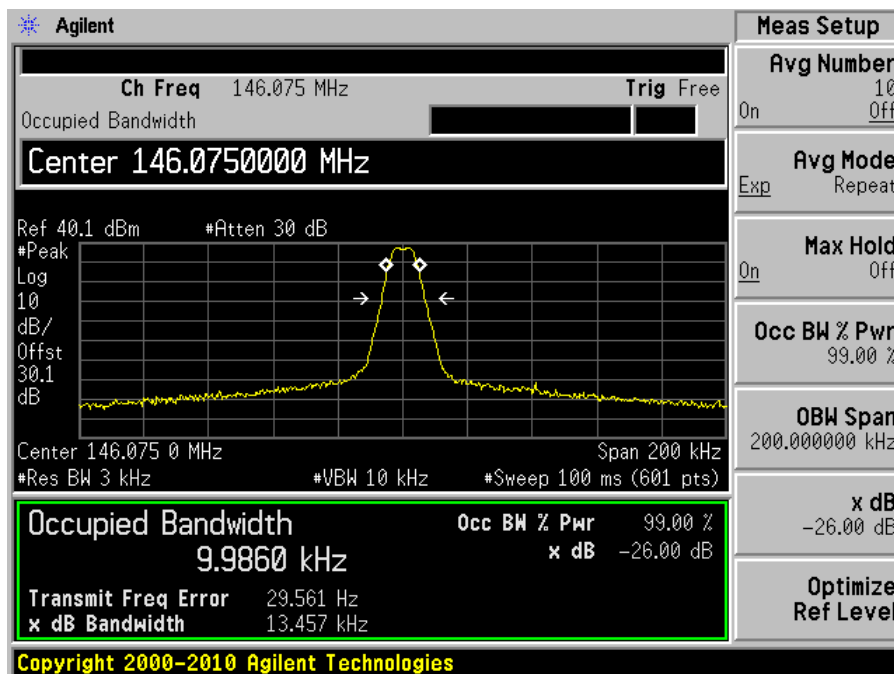 Agilent
Ch Freq 146.075 MHz Trig Free
Occupied Bandwidth
Center 146.0750000 MHz
Ref 40.1 dBm #Atten 30 dB
#Peak
Log
10
dB/
Offst
30.1
dB
Center 146.075 0 MHz Span 200 kHz
#Res BW 3 kHz #VBW 10 kHz #Sweep 100 ms (601 pts)
Occupied Bandwidth Occ BW % Pwr 99.00 %
9.9860 kHz x dB -26.00 dB
Transmit Freq Error 29.561 Hz
x dB Bandwidth 13.457 kHz
Copyright 2000-2010 Agilent Technologies
Meas Setup
Avg Number
10
On Off
Avg Mode
Exp Repeat
Max Hold
On Off
Occ BW % Pwr
99.00 %
OBW Span
200.000000 kHz
x dB
-26.00 dB
Optimize
Ref Level